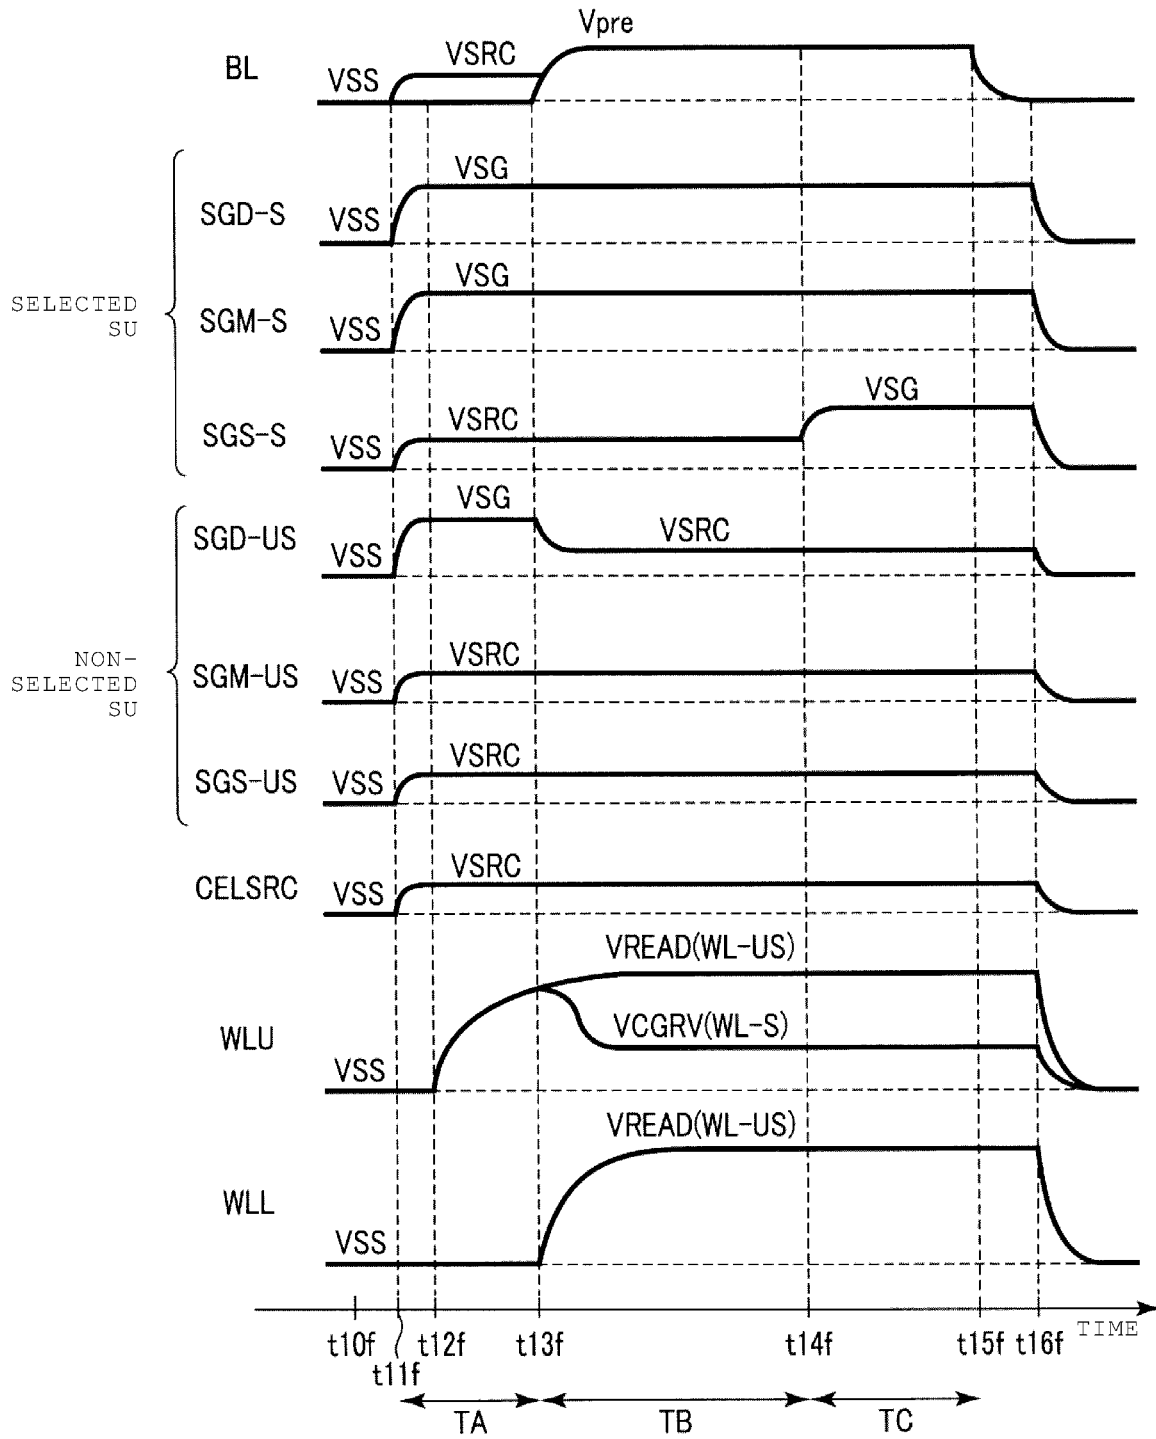 Vpre
BL
VSS
VSRC
SELECTED
SU
SGD-S
VSS
VSG
SGM-S
VSS
VSG
SGS-S
VSS
VSRC
VSG
NON-
SELECTED
SU
SGD-US
VSS
VSG
VSRC
SGM-US
VSS
VSRC
SGS-US
VSS
VSRC
CELSRC
VSS
VSRC
WLU
VSS
VREAD(WL-US)
VCGRV(WL-S)
WLL
VSS
VREAD(WL-US)
t10f
t11f
t12f
t13f
t14f
t15f
t16f
TIME
TA
TB
TC